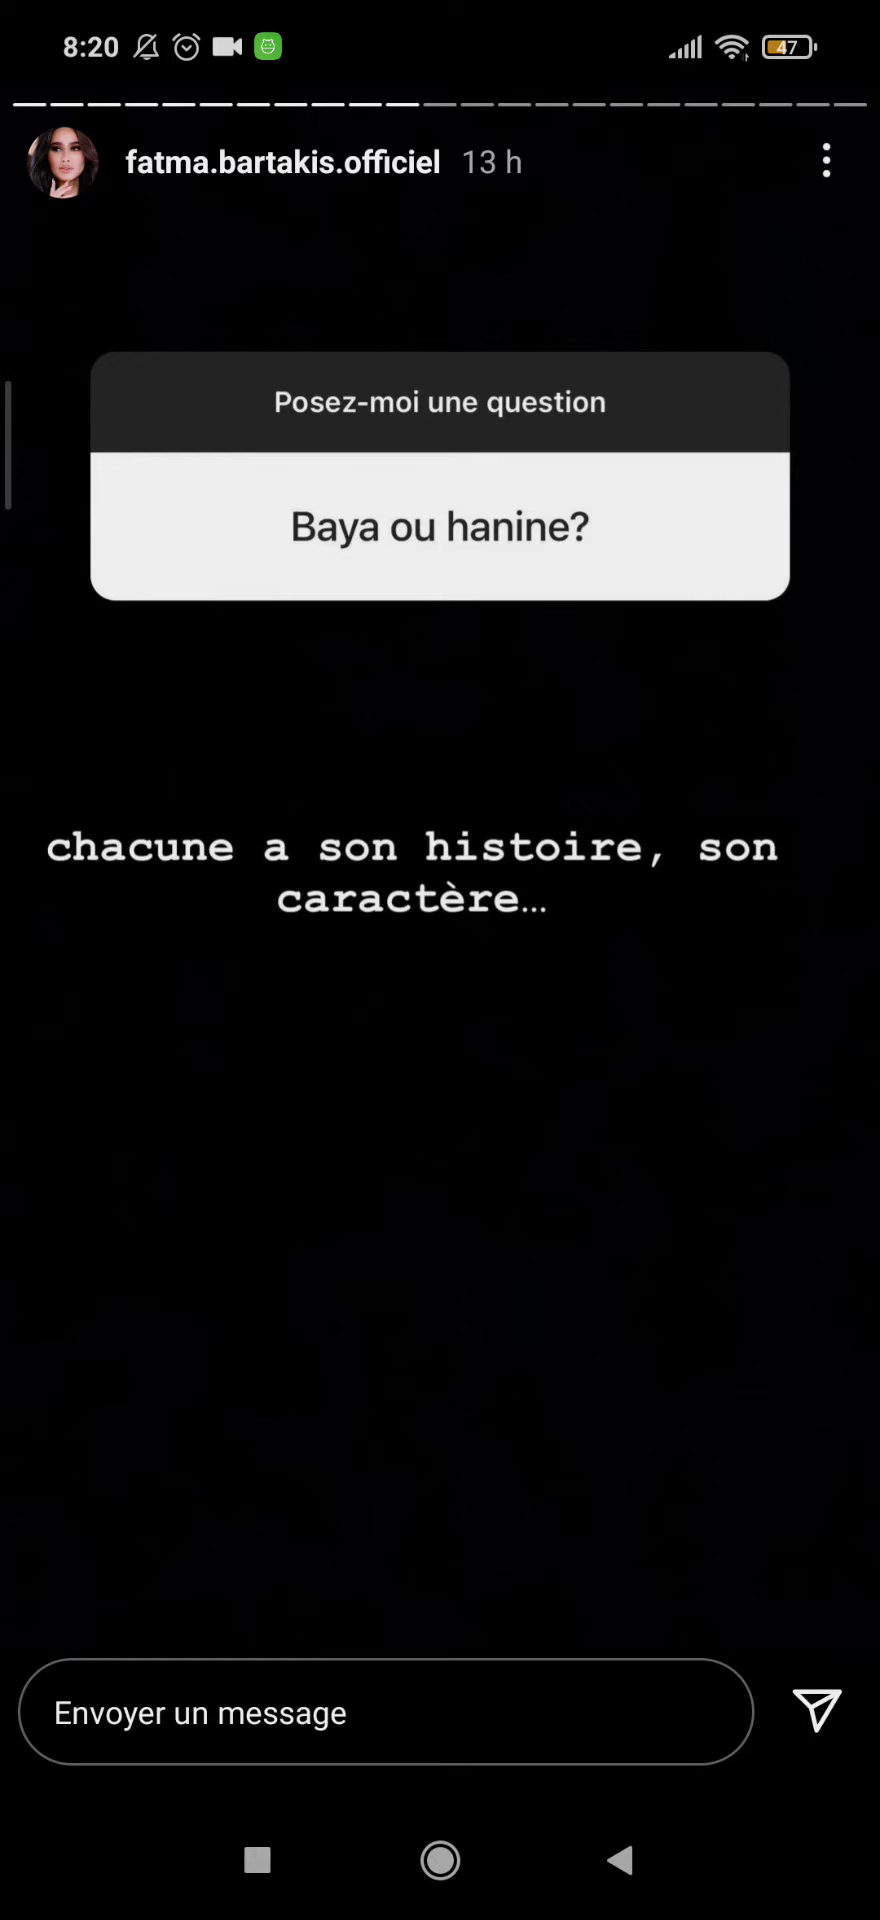 8:20
47
fatma.bartakis.officiel 13 h
Posez-moi une question
Baya ou hanine?
chacune a son histoire, son
caractère...
Envoyer un message